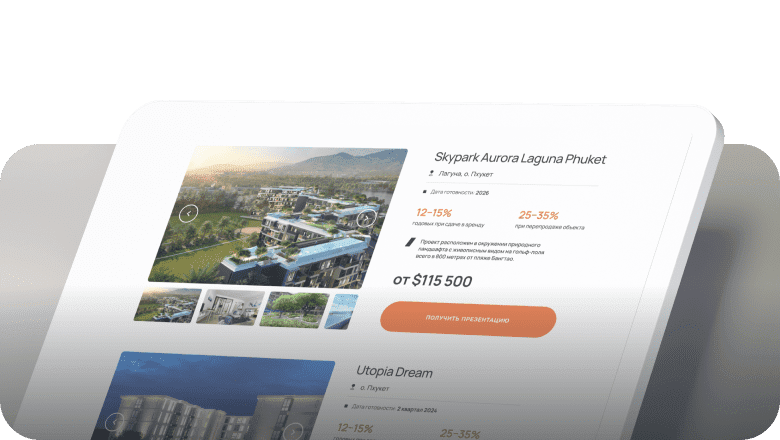 Skypark Aurora Laguna Phuket
Лагуна, о. Пхукет
Дата готовности: 2026
12–15% 25–35%
годовых при сдаче в аренду при перепродаже объекта
Проект расположен в окружении природного
ландшафта с живописным видом на гольф-поля
всего в 800 метрах от пляжа Бангтао.
от $115 500
ПОЛУЧИТЬ ПРЕЗЕНТАЦИЮ
Utopia Dream
о. Пхукет
Дата готовности: 2 квартал 2024
12–15% 25–35%